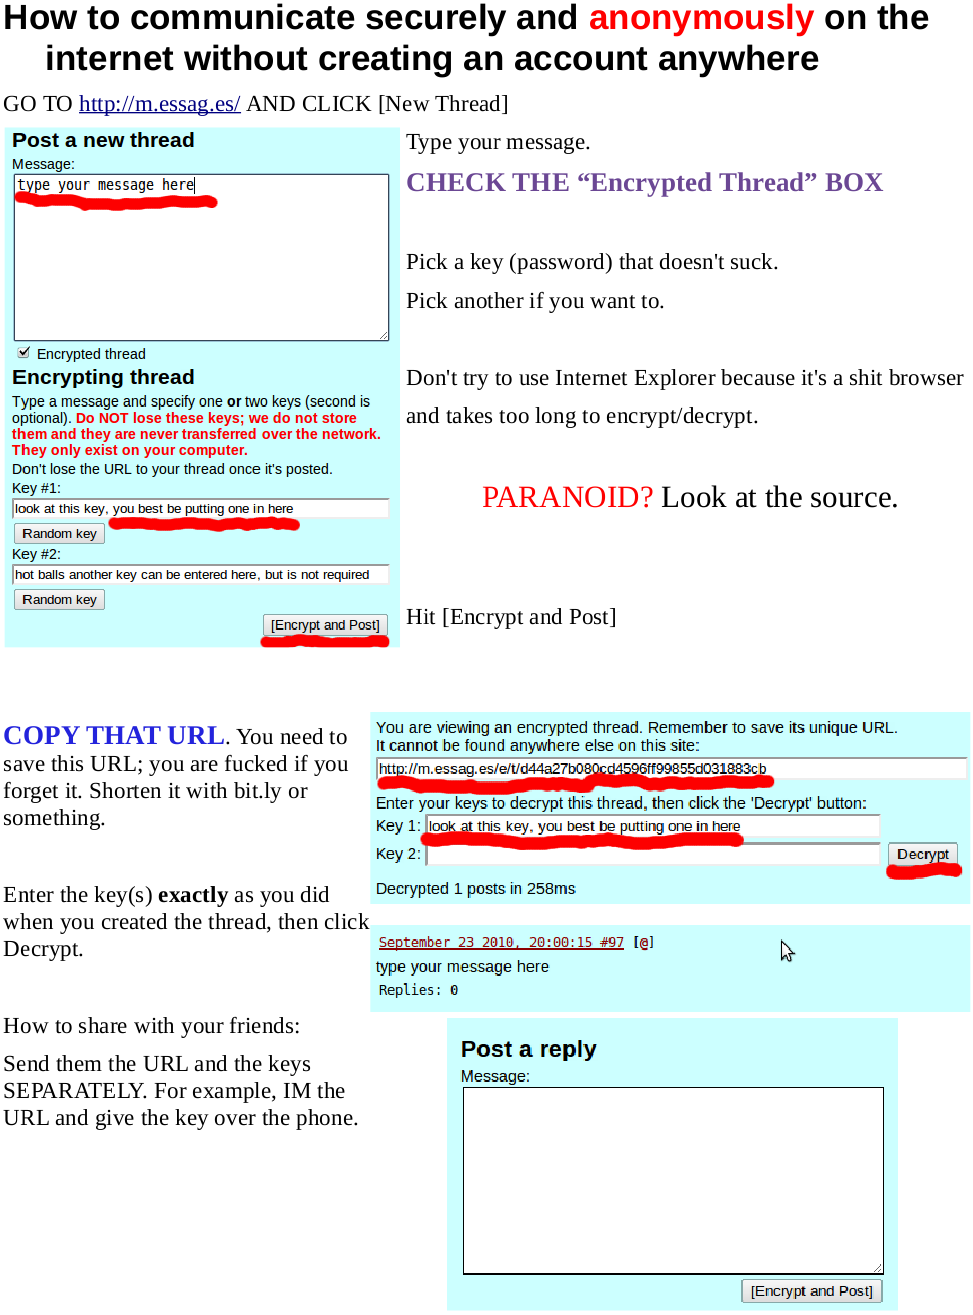 How to communicate securely and anonymously on the
internet without creating an account anywhere
GO TO http://m.essag.es/ AND CLICK [New Thread]
Post a new thread
Message:
type your message here
Encrypted thread
Encrypting thread
Type a message and specify one or two keys (second is
optional). Do NOT lose these keys; we do not store
them and they are never transferred over the network.
They only exist on your computer.
Don't lose the URL to your thread once it's posted.
Key #1:
look at this key, you best be putting one in here
Random key
Key #2:
hot balls another key can be entered here, but is not required
Random key
[Encrypt and Post]
Type your message.
CHECK THE “Encrypted Thread” BOX
Pick a key (password) that doesn't suck.
Pick another if you want to.
Don't try to use Internet Explorer because it's a shit browser
and takes too long to encrypt/decrypt.
PARANOID? Look at the source.
Hit [Encrypt and Post]
COPY THAT URL. You need to
save this URL; you are fucked if you
forget it. Shorten it with bit.ly or
something.
Enter the key(s) exactly as you did
when you created the thread, then click
Decrypt.
How to share with your friends:
Send them the URL and the keys
SEPARATELY. For example, IM the
URL and give the key over the phone.
You are viewing an encrypted thread. Remember to save its unique URL.
It cannot be found anywhere else on this site:
http://m.essag.es/e/t/d44a27b080cd4596ff99855d031883cb
Enter your keys to decrypt this thread, then click the 'Decrypt' button:
Key 1: look at this key, you best be putting one in here
Key 2:
Decrypt
Decrypted 1 posts in 258ms
September 23 2010, 20:00:15 #97 [@]
type your message here
Replies: 0
Post a reply
Message:
[Encrypt and Post]